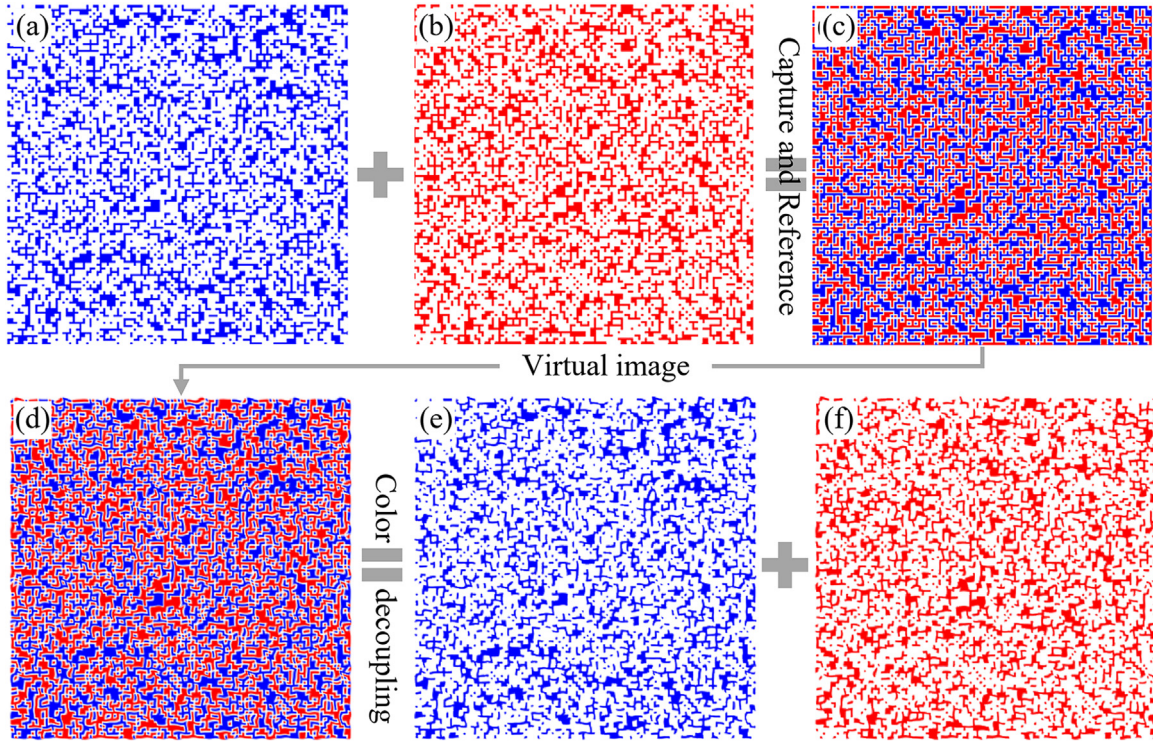 (a)
(b)
Capture and Reference
(c)
Virtual image
(d)
Color decoupling
(e)
(f)